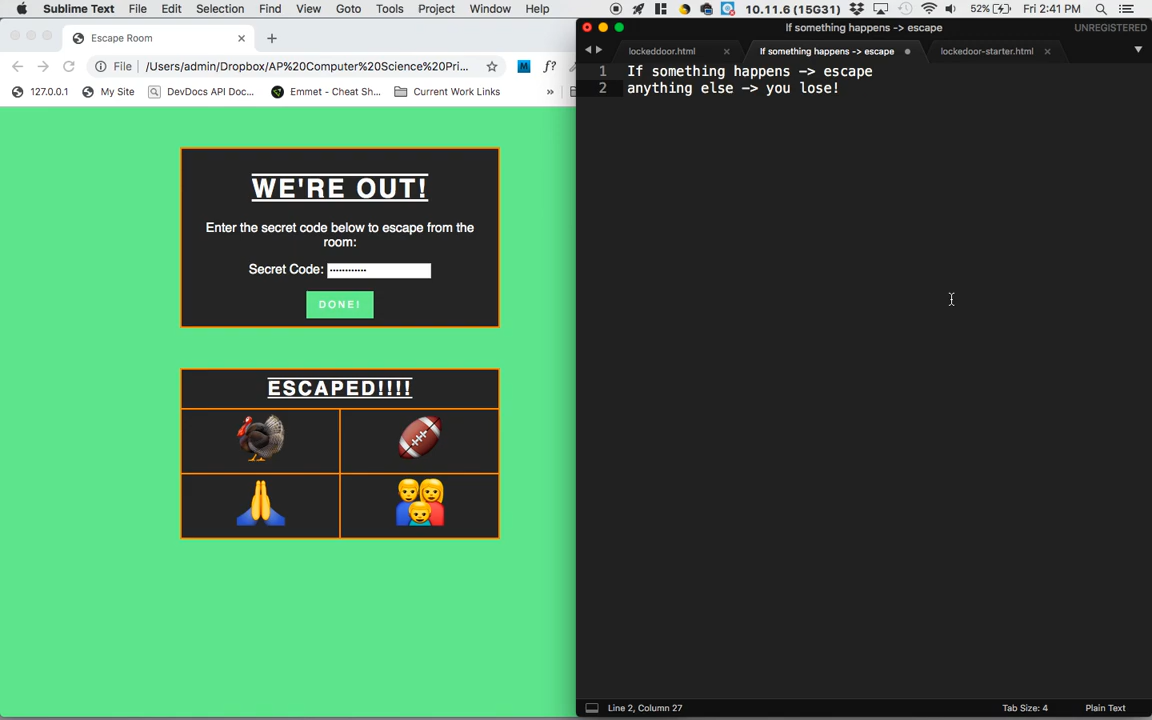 Sublime Text File Edit Selection Find View Goto Tools Project Window Help 10.11.6 (15G31) 52% Fri 2:41 PM
Escape Room
If something happens -> escape UNREGISTERED
lockeddoor.html If something happens -> escape lockedoor-starter.html
File /Users/admin/Dropbox/AP%20Computer%20Science%20Pri... M f?
127.0.0.1 My Site DevDocs API Doc... Emmet - Cheat Sh... Current Work Links »
1 If something happens -> escape
2 anything else -> you lose!
WE'RE OUT!
Enter the secret code below to escape from the
room:
Secret Code: ••••••••••••
DONE!
ESCAPED!!!!
Line 2, Column 27 Tab Size: 4 Plain Text